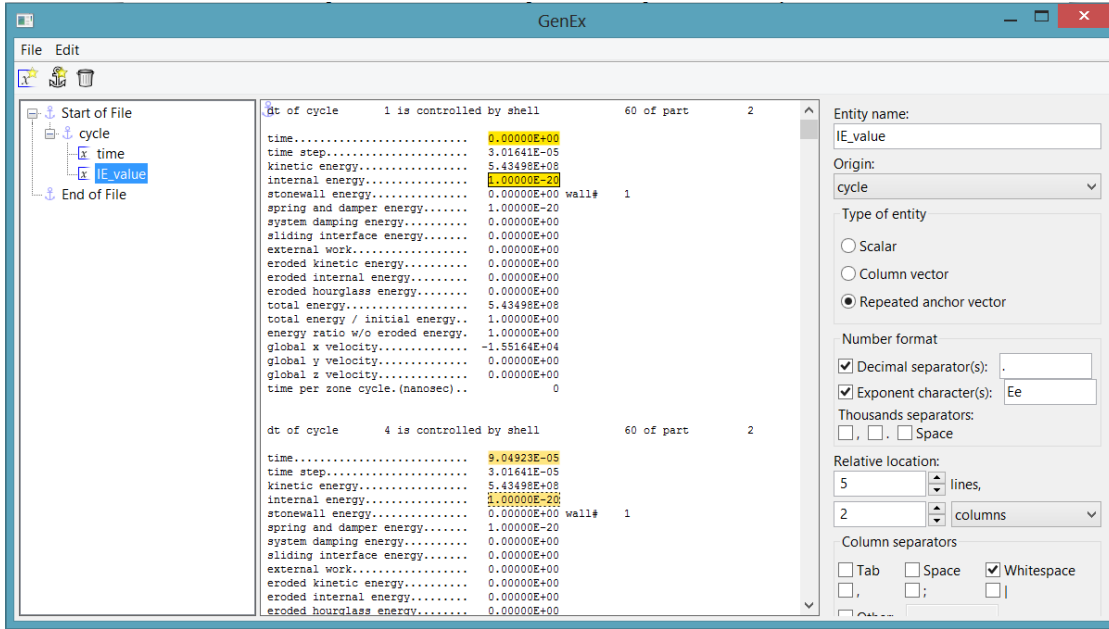 GenEx
File Edit
Start of File
cycle
x time
x IE_value
End of File
dt of cycle 1 is controlled by shell 60 of part 2
time........................... 0.00000E+00
time step...................... 3.01641E-05
kinetic energy................. 5.43498E+08
internal energy................ 1.00000E-20
stonewall energy............... 0.00000E+00 wall# 1
spring and damper energy....... 1.00000E-20
system damping energy.......... 0.00000E+00
sliding interface energy....... 0.00000E+00
external work.................. 0.00000E+00
eroded kinetic energy.......... 0.00000E+00
eroded internal energy......... 0.00000E+00
eroded hourglass energy........ 0.00000E+00
total energy................... 5.43498E+08
total energy / initial energy.. 1.00000E+00
energy ratio w/o eroded energy. 1.00000E+00
global x velocity.............. -1.55164E+04
global y velocity.............. 0.00000E+00
global z velocity.............. 0.00000E+00
time per zone cycle.(nanosec).. 0
dt of cycle 4 is controlled by shell 60 of part 2
time........................... 9.04923E-05
time step...................... 3.01641E-05
kinetic energy................. 5.43498E+08
internal energy................ 1.00000E-20
stonewall energy............... 0.00000E+00 wall# 1
spring and damper energy....... 1.00000E-20
system damping energy.......... 0.00000E+00
sliding interface energy....... 0.00000E+00
external work.................. 0.00000E+00
eroded kinetic energy.......... 0.00000E+00
eroded internal energy......... 0.00000E+00
eroded hourglass energy........ 0.00000E+00
Entity name:
IE_value
Origin:
cycle
Type of entity
Scalar
Column vector
Repeated anchor vector
Number format
Decimal separator(s): .
Exponent character(s): Ee
Thousands separators:
, . Space
Relative location:
5 lines,
2 columns
Column separators
Tab Space Whitespace
, ; |